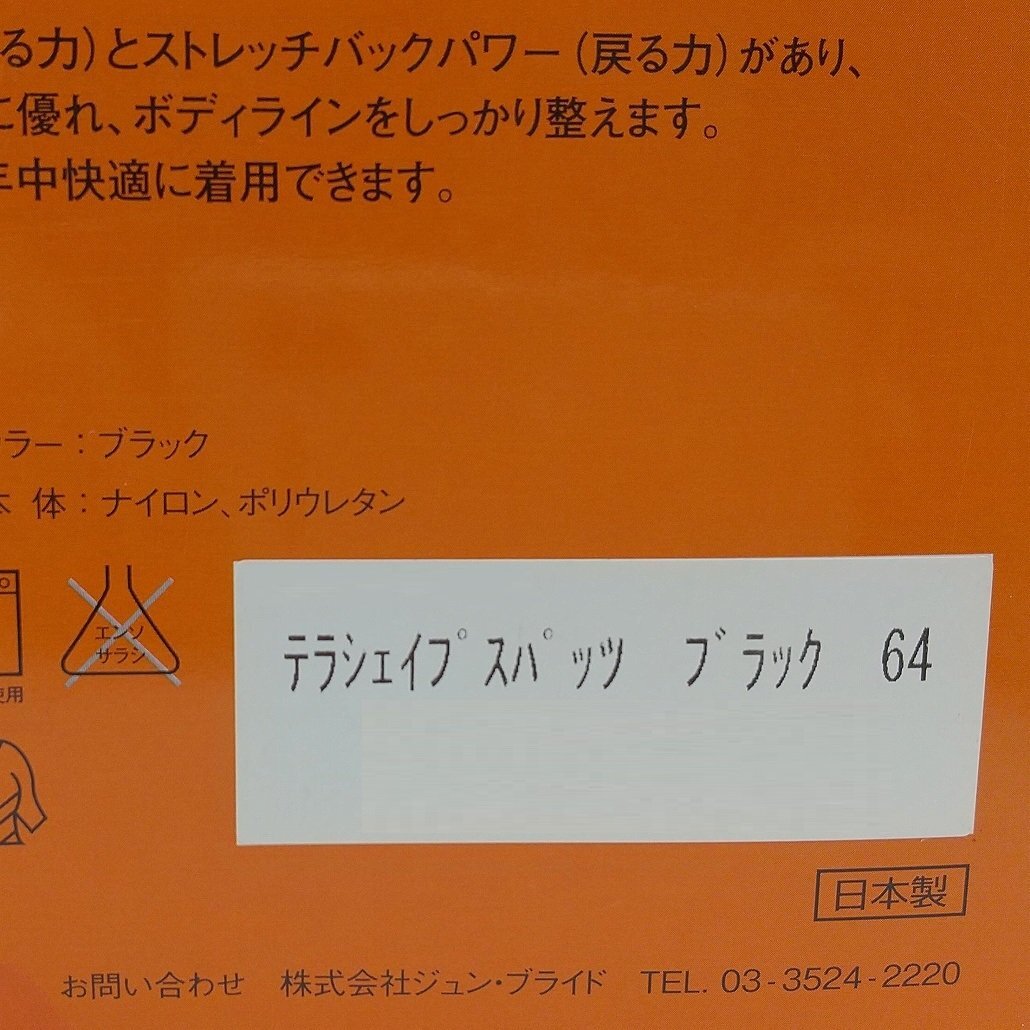 る力)とストレッチバックパワー(戻る力)があり、
に優れ、ボディラインをしっかり整えます。
年中快適に着用できます。
ラー：ブラック
本 体：ナイロン、ポリウレタン
エンソ
サラシ
使用
ﾃﾗｼｪｲﾌﾟｽﾊﾟｯﾂ ﾌﾞﾗｯｸ 64
日本製
お問い合わせ 株式会社ジュン・ブライド TEL. 03-3524-2220